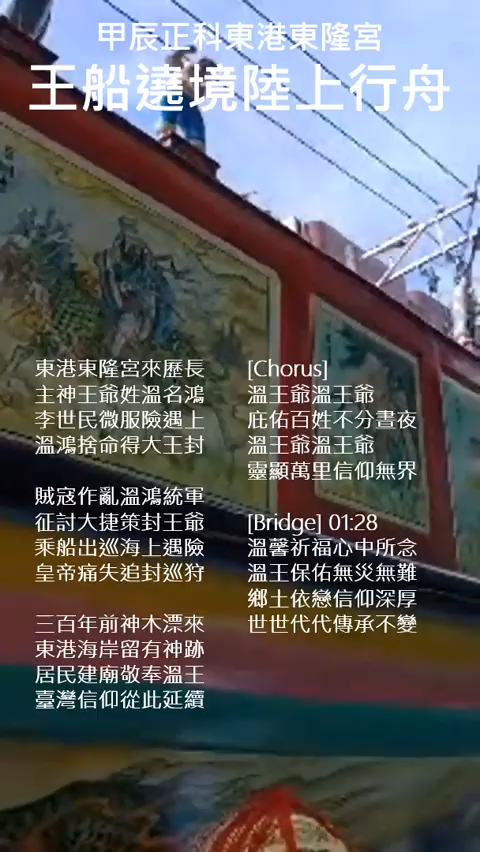 甲辰正科東港東隆宮
王船遶境陸上行舟
東港東隆宮來歷長
主神王爺姓溫名鴻
李世民微服險遇上
溫鴻捨命得大王封
賊寇作亂溫鴻統軍
征討大捷策封王爺
乘船出巡海上遇險
皇帝痛失追封巡狩
三百年前神木漂來
東港海岸留有神跡
居民建廟敬奉溫王
臺灣信仰從此延續
[Chorus]
溫王爺溫王爺
庇佑百姓不分晝夜
溫王爺溫王爺
靈顯萬里信仰無界
[Bridge] 01:28
溫馨祈福心中所念
溫王保佑無災無難
鄉土依戀信仰深厚
世世代代傳承不變